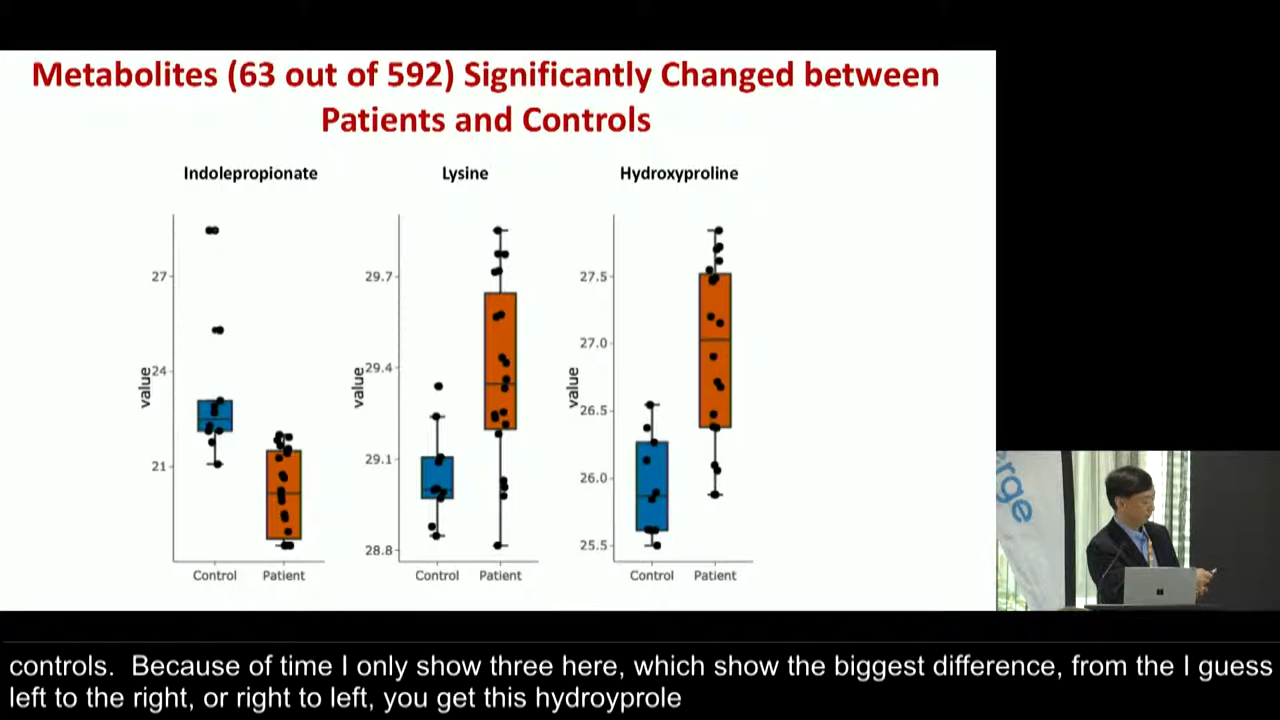 Metabolites (63 out of 592) Significantly Changed between
Patients and Controls
Indolepropionate
Lysine
Hydroxyproline
value
27
24
21
Control
Patient
value
29.7
29.4
29.1
28.8
Control
Patient
value
27.5
27.0
26.5
26.0
25.5
Control
Patient
erge
controls.  Because of time I only show three here, which show the biggest difference, from the I guess
left to the right, or right to left, you get this hydroyprole